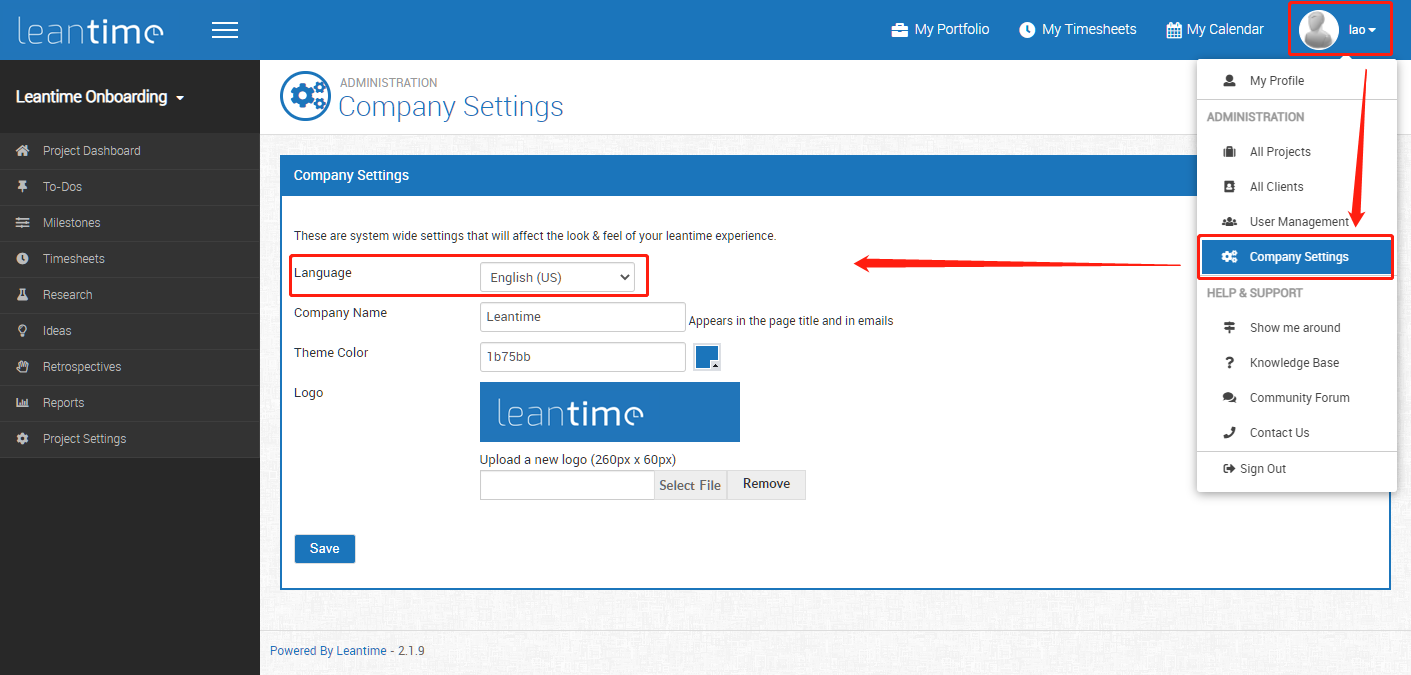 leantime
My Portfolio
My Timesheets
My Calendar
lao
Leantime Onboarding
Project Dashboard
To-Dos
Milestones
Timesheets
Research
Ideas
Retrospectives
Reports
Project Settings
ADMINISTRATION
Company Settings
Company Settings
These are system wide settings that will affect the look & feel of your leantime experience.
Language
English (US)
Company Name
Leantime
Appears in the page title and in emails
Theme Color
1b75bb
Logo
leantime
Upload a new logo (260px x 60px)
Select File
Remove
Save
My Profile
ADMINISTRATION
All Projects
All Clients
User Management
Company Settings
HELP & SUPPORT
Show me around
Knowledge Base
Community Forum
Contact Us
Sign Out
Powered By Leantime - 2.1.9